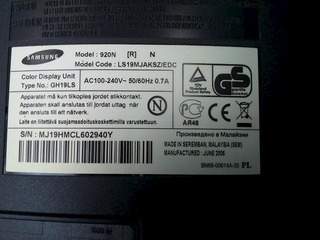 SAMSUNG
Model : 920N [R] N
Model Code : LS19MJAKSZ/EDC
Color Display Unit
Type No : GH19LS
AC100-240V~ 50/60Hz 0.7A
Apparatet må kun tilkoples jordet stikkontakt.
Apparaten skall anslutas till jordat uttag när
den ansluts till ett nätverk.
Laite on liitettävä suojamaadoituskoskettimilla varustettuun.
AR46
S/N : MJ19HMCL602940Y
Произведено в Малайзии
MADE IN SEREMBAN, MALAYSIA (SEM)
MANUFACTURED : JUNE 2006
PL